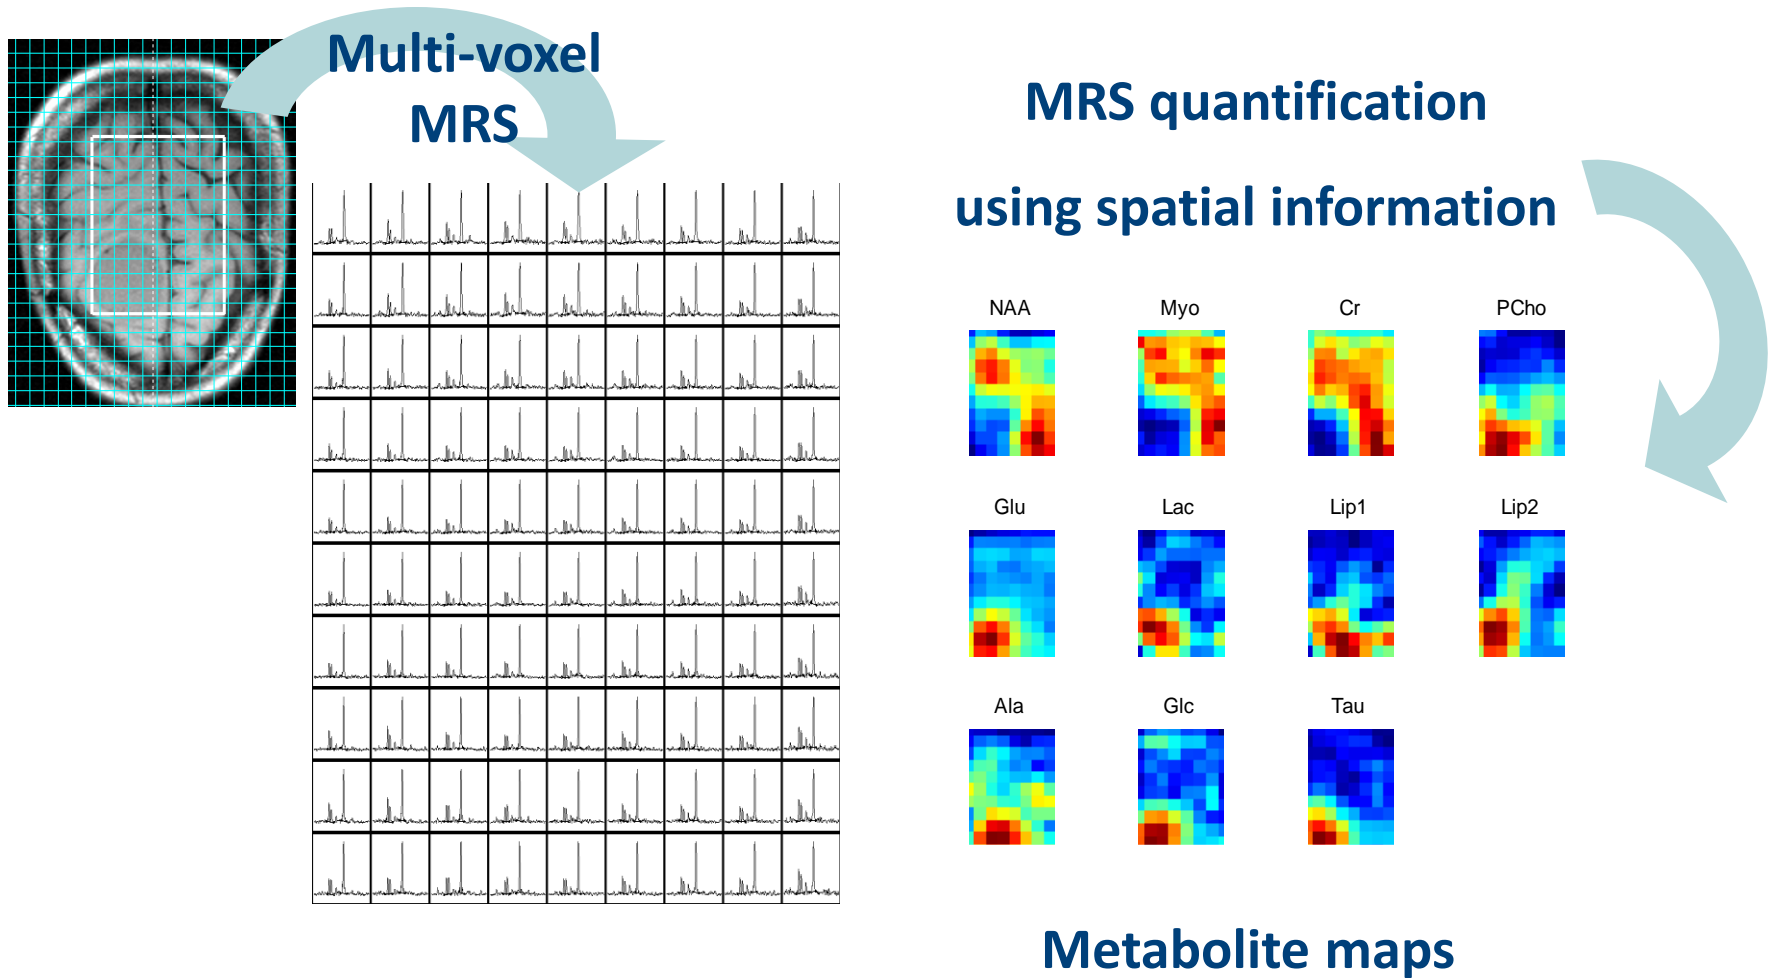 Multi-voxel
MRS
MRS quantification
using spatial information
NAA Myo Cr PCho
Glu Lac Lip1 Lip2
Ala Glc Tau
Metabolite maps